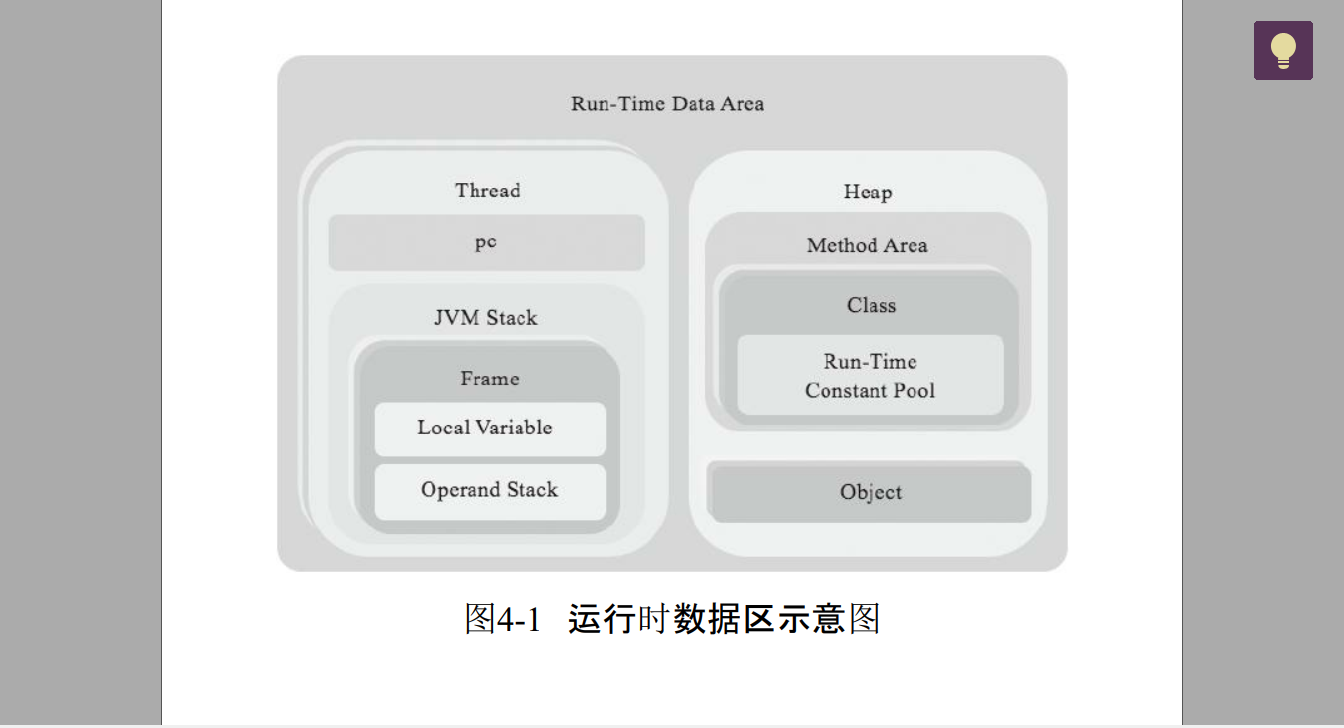 Run-Time Data Area
Thread
pc
JVM Stack
Frame
Local Variable
Operand Stack
Heap
Method Area
Class
Run-Time
Constant Pool
Object
图4-1 运行时数据区示意图